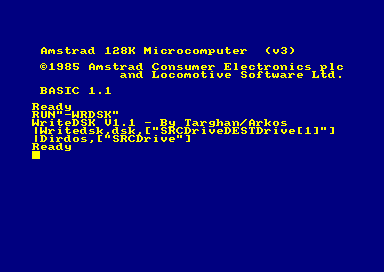 Amstrad 128K Microcomputer  (v3)
©1985 Amstrad Consumer Electronics plc
and Locomotive Software Ltd.
BASIC 1.1
Ready
RUN"-WRDSK"
WriteDSK V1.1 - By Targhan/Arkos
|Writedsk,dsk,["SRCDriveDESTDrive[1]"]
|Dirdos,["SRCDrive"]
Ready